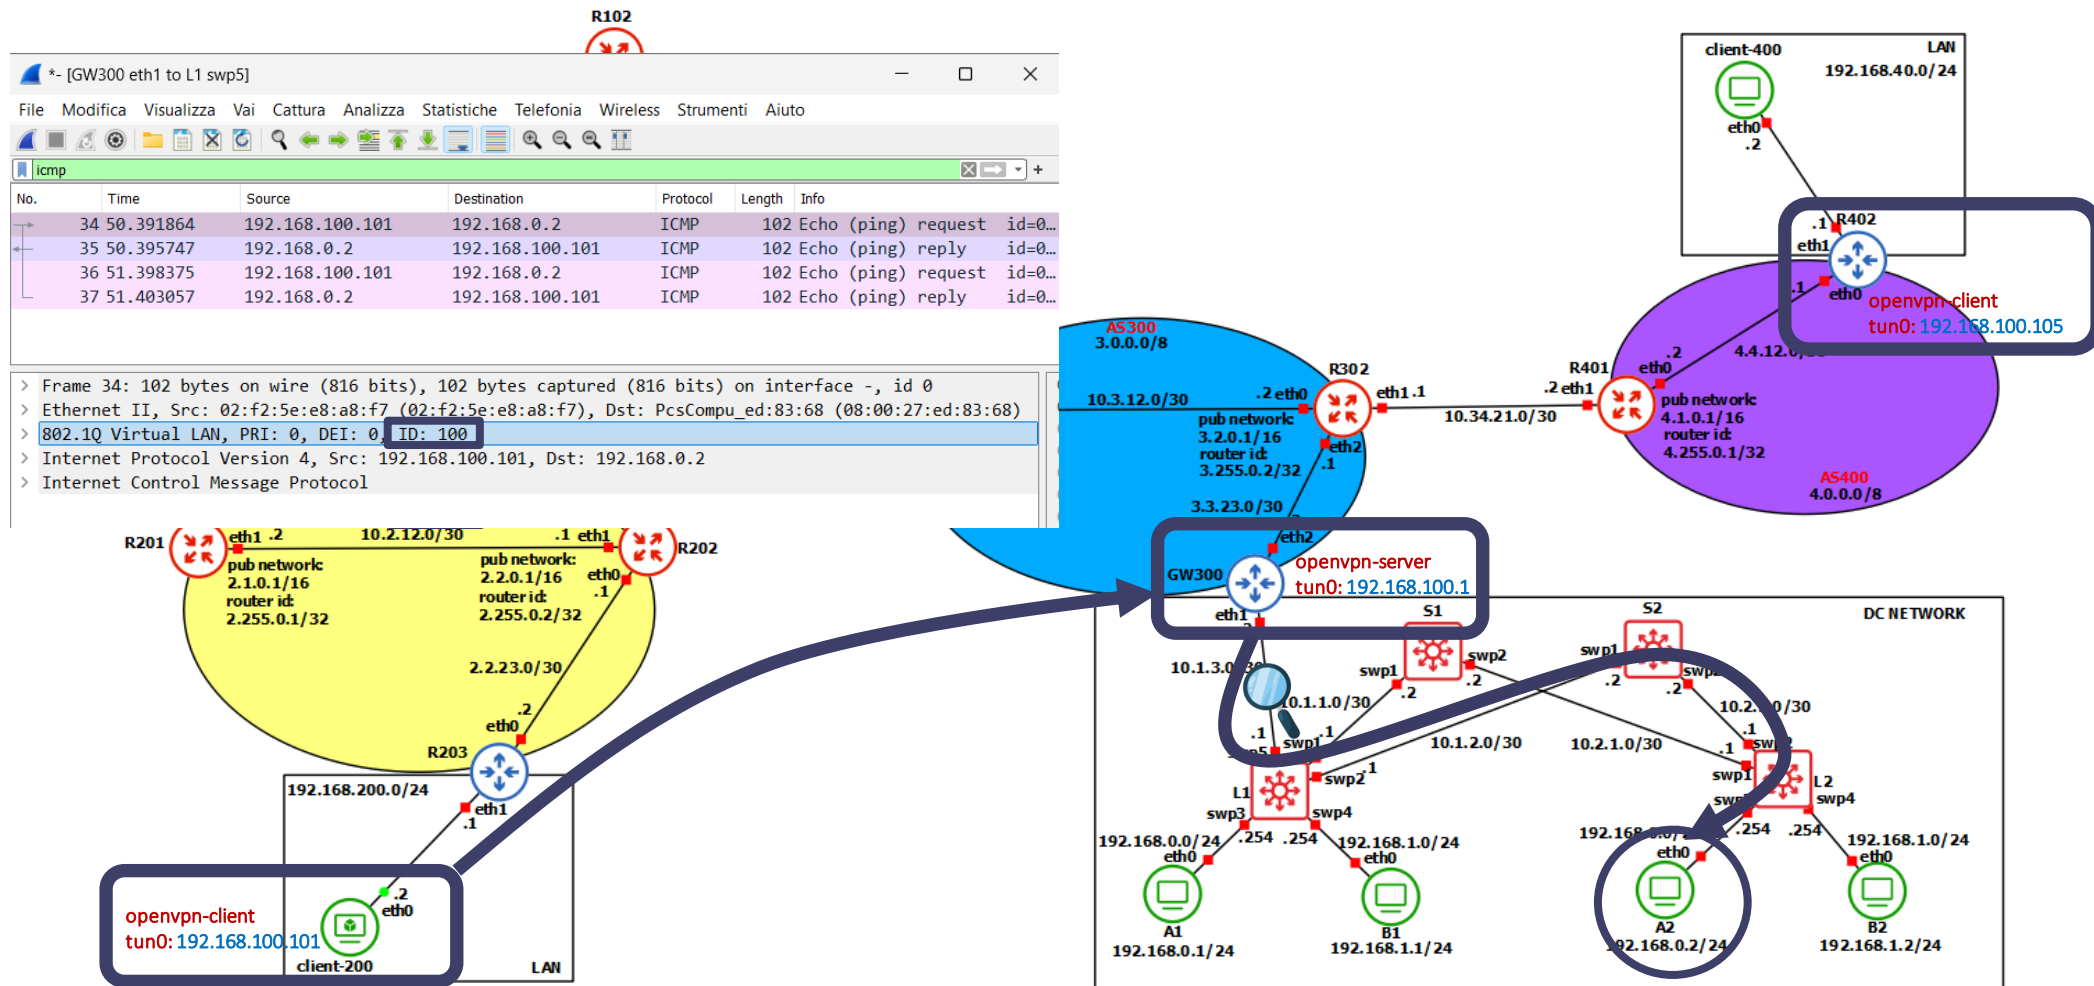 R102
*- [GW300 eth1 to L1 swp5]
File Modifica Visualizza Vai Cattura Analizza Statistiche Telefonia Wireless Strumenti Aiuto
icmp
No. Time Source Destination Protocol Length Info
34 50.391864 192.168.100.101 192.168.0.2 ICMP 102 Echo (ping) request id=0…
35 50.395747 192.168.0.2 192.168.100.101 ICMP 102 Echo (ping) reply id=0…
36 51.398375 192.168.100.101 192.168.0.2 ICMP 102 Echo (ping) request id=0…
37 51.403057 192.168.0.2 192.168.100.101 ICMP 102 Echo (ping) reply id=0…
Frame 34: 102 bytes on wire (816 bits), 102 bytes captured (816 bits) on interface -, id 0
Ethernet II, Src: 02:f2:5e:e8:a8:f7 (02:f2:5e:e8:a8:f7), Dst: PcsCompu_ed:83:68 (08:00:27:ed:83:68)
802.1Q Virtual LAN, PRI: 0, DEI: 0, ID: 100
Internet Protocol Version 4, Src: 192.168.100.101, Dst: 192.168.0.2
Internet Control Message Protocol
client-400
LAN
192.168.40.0/24
eth0
.2
.1
R402
eth1
.1
eth0
openvpn-client
tun0: 192.168.100.105
AS300
3.0.0.0/8
R302
10.3.12.0/30
.2 eth0
eth1 .1
pub network:
3.2.0.1/16
router id:
3.255.0.2/32
eth2
.1
3.3.23.0/30
10.34.21.0/30
R401
.2 eth1
.2
eth0
pub network:
4.1.0.1/16
router id:
4.255.0.1/32
AS400
4.0.0.0/8
R201
eth1 .2
10.2.12.0/30
.1 eth1
R202
pub network:
2.1.0.1/16
router id:
2.255.0.1/32
pub network:
2.2.0.1/16
router id:
2.255.0.2/32
eth0
.1
2.2.23.0/30
.2
eth0
R203
192.168.200.0/24
eth1
.1
.2
eth0
openvpn-client
tun0: 192.168.100.101
client-200
LAN
eth2
GW300
openvpn-server
tun0: 192.168.100.1
eth1
DC NETWORK
S1
S2
swp1
.2
swp2
.2
swp1
.2
.2
10.1.1.0/30
10.1.2.0/30
10.2.1.0/30
.1
swp1
.1
swp2
.1
L1
swp3
swp4
.254
.254
.1
.1
swp1
L2
swp4
.254
.254
192.168.0.0/24
eth0
A1
192.168.0.1/24
192.168.1.0/24
eth0
B1
192.168.1.1/24
eth0
A2
192.168.0.2/24
192.168.1.0/24
eth0
B2
192.168.1.2/24